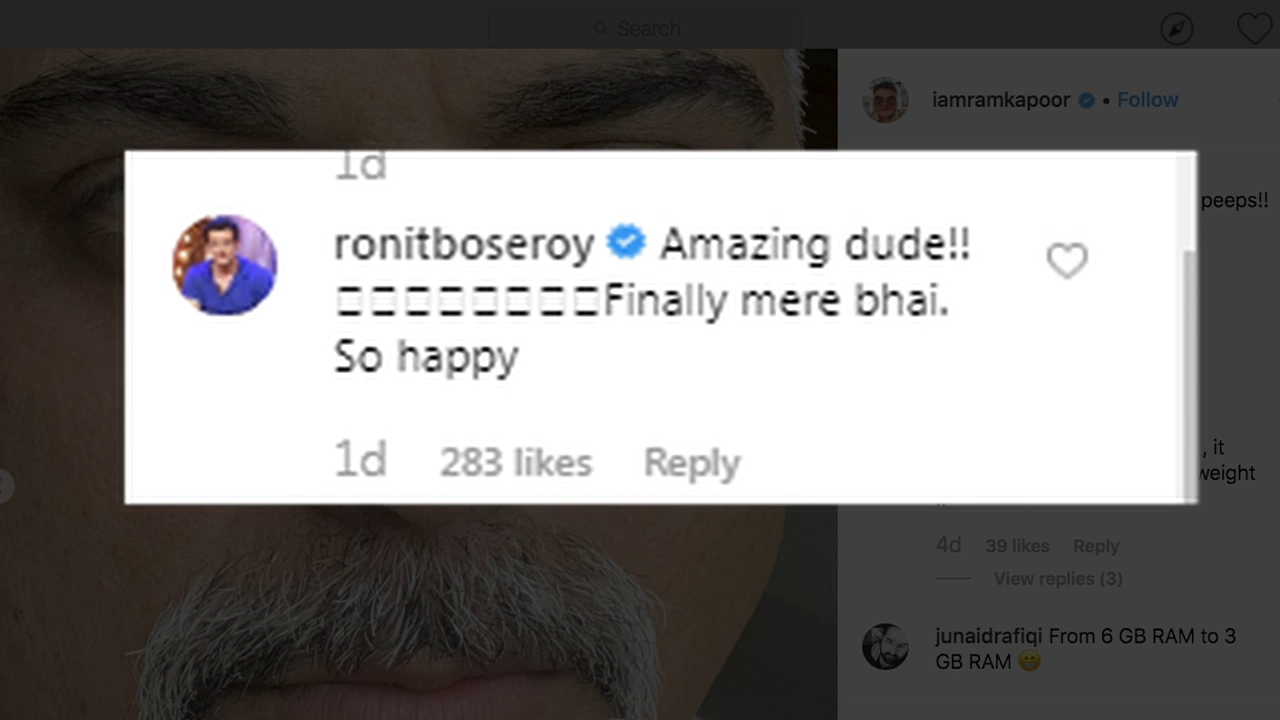 Search
iamramkapoor • Follow
peeps!!
1d
ronitboseroy Amazing dude!!
□□□□□□□□Finally mere bhai.
So happy
1d 283 likes Reply
, it
weight
..
4d 39 likes Reply
View replies (3)
junaidrafiqi From 6 GB RAM to 3
GB RAM 😁